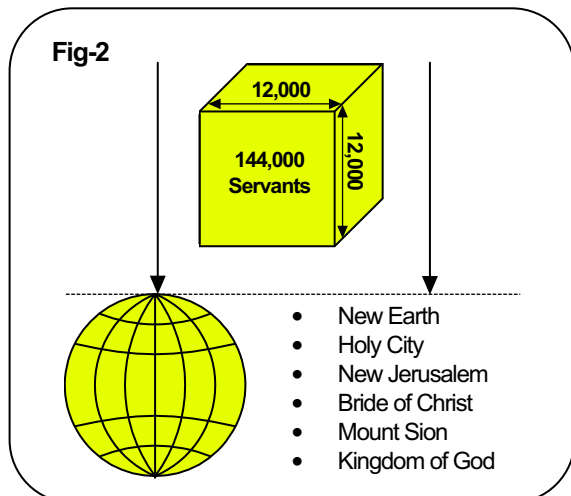 Fig-2
12,000
12,000
144,000
Servants
• New Earth
• Holy City
• New Jerusalem
• Bride of Christ
• Mount Sion
• Kingdom of God